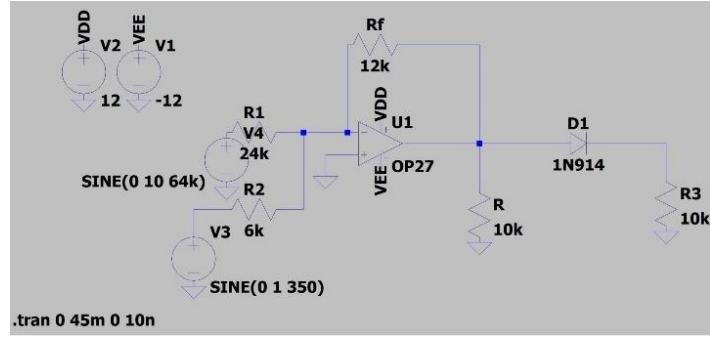 VDD
V2
12
VEE
V1
-12
Rf
12k
R1
V4
24k
SINE(0 10 64k)
VDD
U1
OP27
VEE
R2
6k
V3
SINE(0 1 350)
D1
1N914
R
10k
R3
10k
.tran 0 45m 0 10n